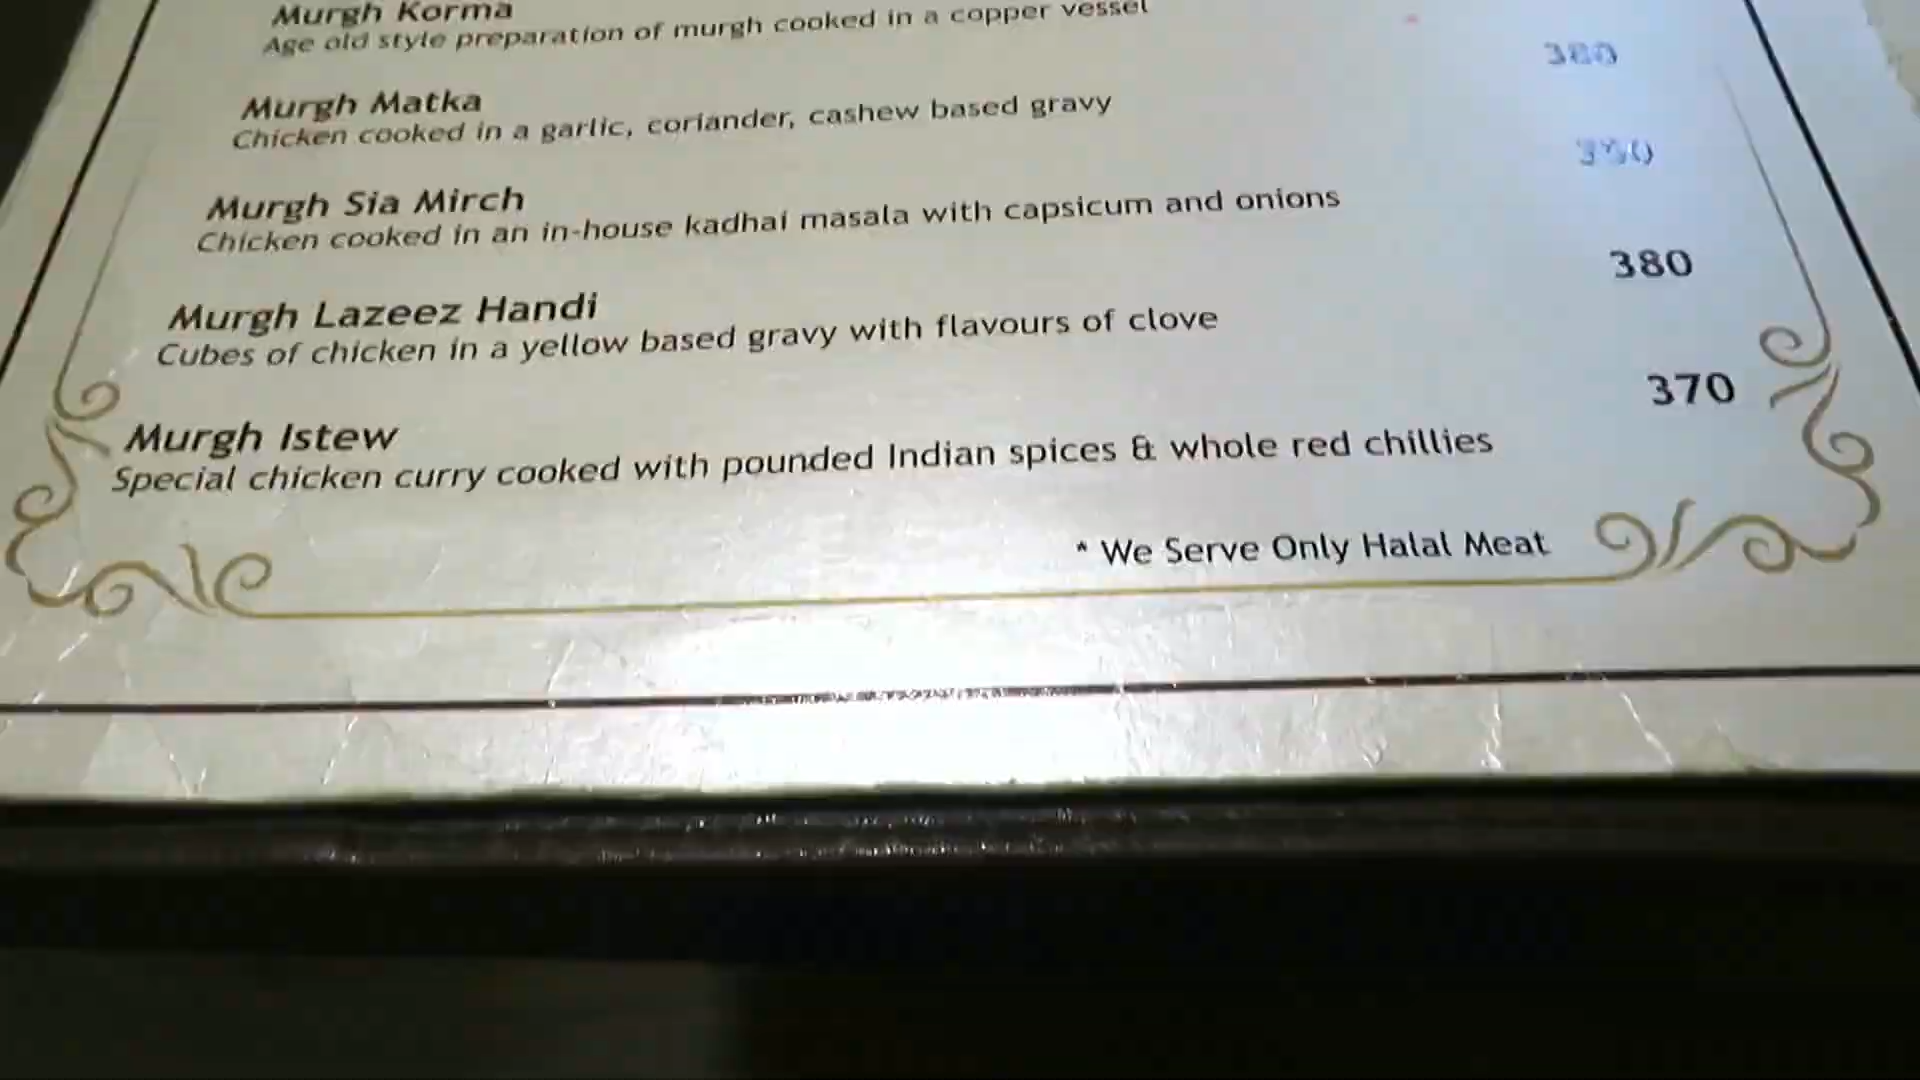 Murgh Korma
Age old style preparation of murgh cooked in a copper vessel
380
Murgh Matka
Chicken cooked in a garlic, coriander, cashew based gravy
Murgh Sia Mirch
Chicken cooked in an in-house kadhai masala with capsicum and onions
380
Murgh Lazeez Handi
Cubes of chicken in a yellow based gravy with flavours of clove
370
Murgh Istew
Special chicken curry cooked with pounded Indian spices & whole red chillies
* We Serve Only Halal Meat